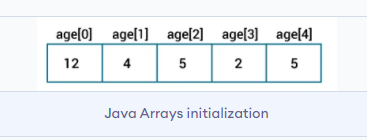 age[0] age[1] age[2] age[3] age[4]
12 4 5 2 5
Java Arrays initialization